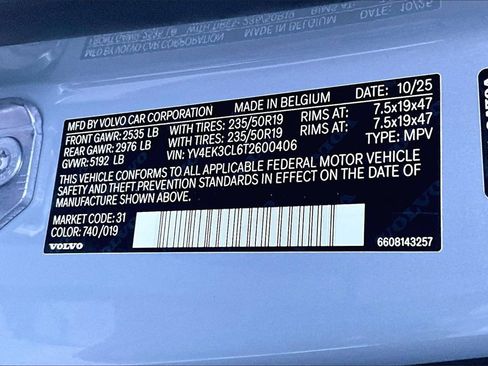 MFD BY VOLVO CAR CORPORATION MADE IN BELGIUM DATE: 10/25
FRONT GAWR: 2535 LB WITH TIRES: 235/50R19 RIMS AT: 7.5x19x47
REAR GAWR: 2976 LB WITH TIRES: 235/50R19 RIMS AT: 7.5x19x47
GVWR: 5192 LB VIN: YV4EK3CL6T2600406 TYPE: MPV
THIS VEHICLE CONFORMS TO ALL APPLICABLE FEDERAL MOTOR VEHICLE
SAFETY AND THEFT PREVENTION STANDARDS IN EFFECT ON THE DATE OF
MANUFACTURE SHOWN ABOVE.
MARKET CODE: 31
COLOR: 740/019
VOLVO 6608143257